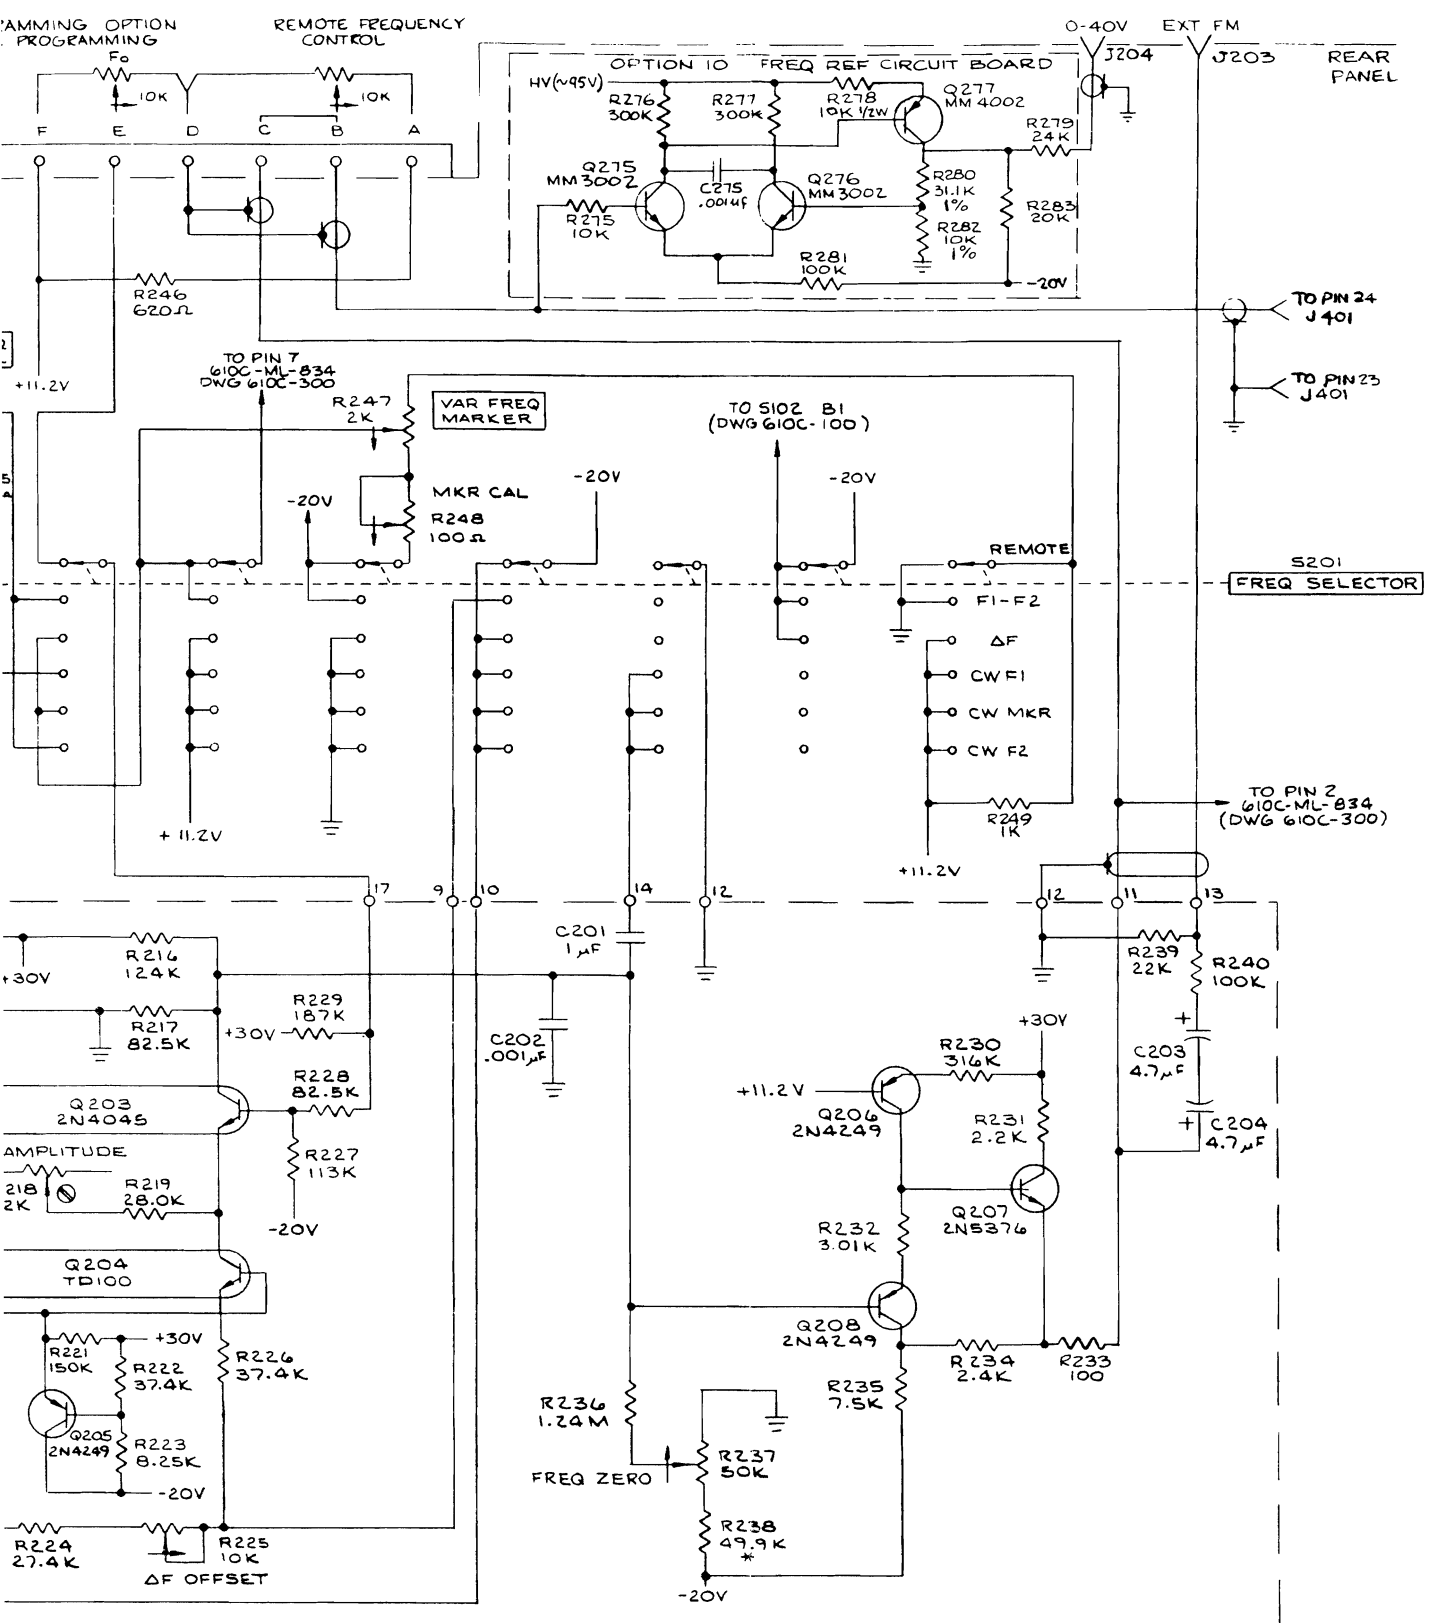 AMMING OPTION
PROGRAMMING
REMOTE FREQUENCY
CONTROL
0-40V
EXT FM
J204
J203
REAR
PANEL
Fo
10K
10K
F
E
D
C
B
A
OPTION 10 FREQ REF CIRCUIT BOARD
HV(~95V)
R276
300K
R277
300K
R278
10K 1/2W
Q277
MM4002
R279
24K
Q275
MM3002
C275
.001µF
Q276
MM3002
R280
31.1K
1%
R283
20K
R275
10K
R282
10K
1%
R281
100K
-20V
R246
620Ω
TO PIN 24
J401
TO PIN 23
J401
+11.2V
TO PIN 7
610C-ML-834
DWG 610C-300
R247
2K
VAR FREQ
MARKER
TO S102 B1
(DWG 610C-100)
-20V
MKR CAL
R248
100Ω
-20V
-20V
REMOTE
S201
FREQ SELECTOR
F1-F2
ΔF
CW F1
CW MKR
CW F2
+11.2V
R249
1K
+11.2V
TO PIN 2
610C-ML-834
(DWG 610C-300)
17
9
10
14
12
12
11
13
R216
124K
+30V
C201
1µF
R239
22K
R240
100K
R217
82.5K
R229
187K
+30V
C202
.001µF
+30V
R230
316K
C203
4.7µF
+
R228
82.5K
Q203
2N4045
+11.2V
Q206
2N4249
R231
2.2K
C204
4.7µF
+
AMPLITUDE
R227
113K
218
2K
R219
28.0K
-20V
R232
3.01K
Q207
2N5376
Q204
TD100
Q208
2N4249
R221
150K
+30V
R222
37.4K
R226
37.4K
R234
2.4K
R233
100
R235
7.5K
R236
1.24M
Q205
2N4249
R223
8.25K
-20V
FREQ ZERO
R237
50K
R238
49.9K
*
R224
27.4K
R225
10K
ΔF OFFSET
-20V